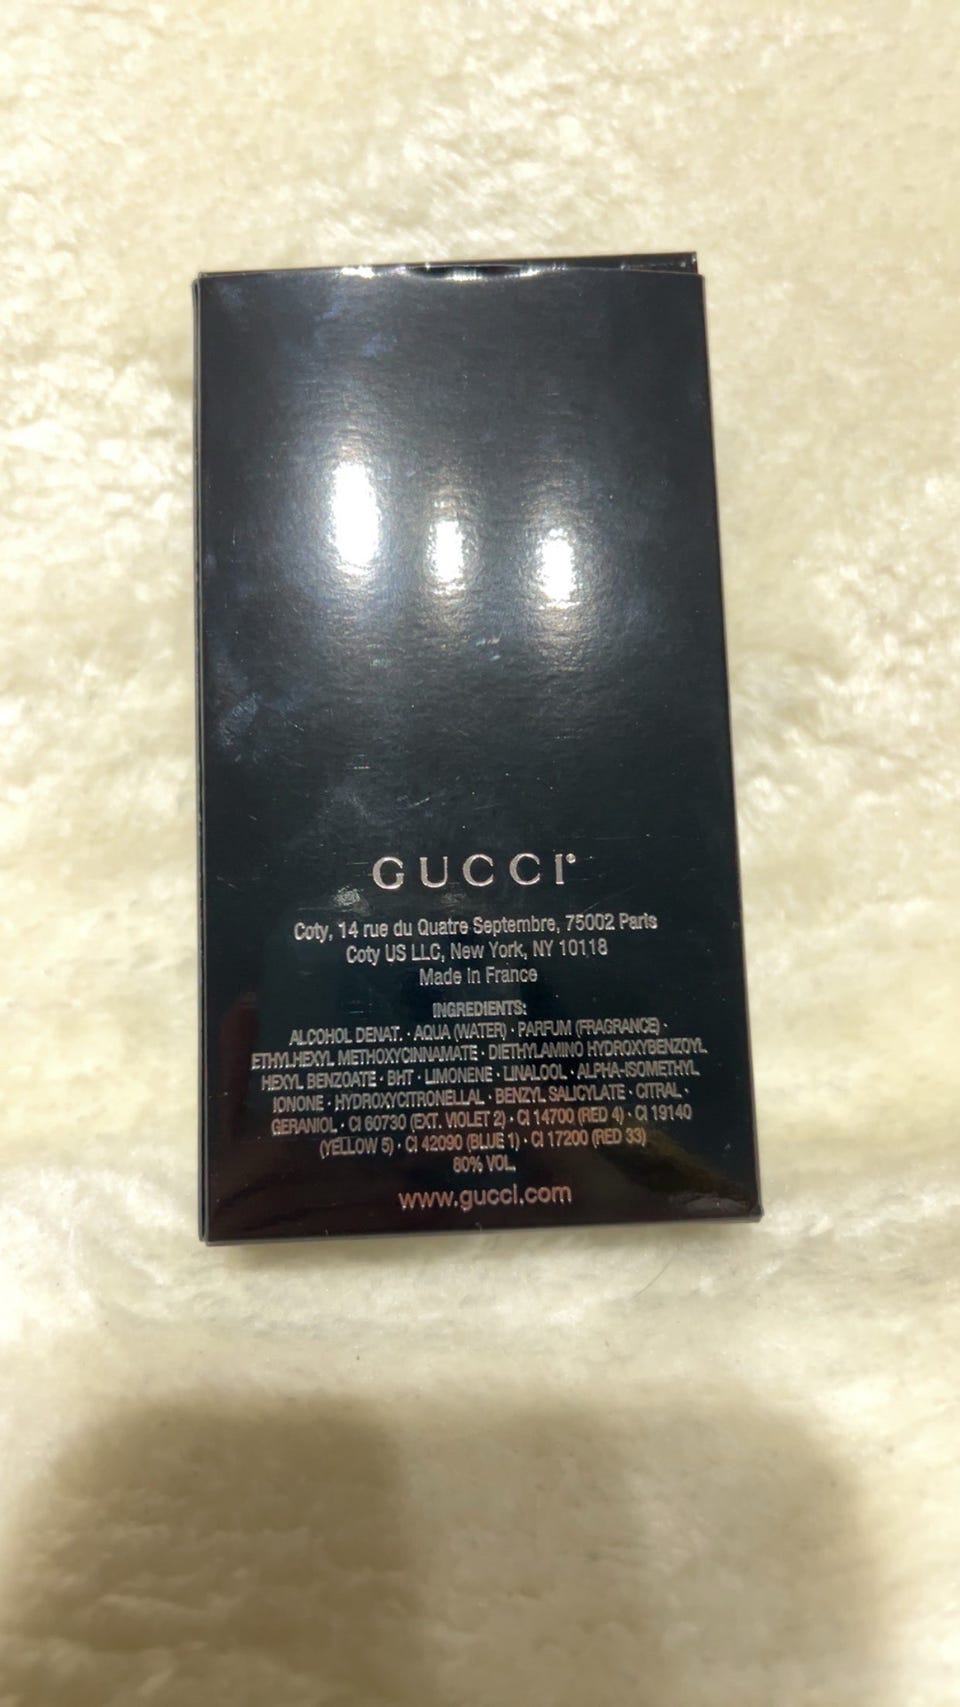 GUCCI®
Coty, 14 rue du Quatre Septembre, 75002 Paris
Coty US LLC, New York, NY 10118
Made in France
INGREDIENTS:
ALCOHOL DENAT. · AQUA (WATER) · PARFUM (FRAGRANCE) ·
ETHYLHEXYL METHOXYCINNAMATE · DIETHYLAMINO HYDROXYBENZOYL
HEXYL BENZOATE · BHT · LIMONENE · LINALOOL · ALPHA-ISOMETHYL
IONONE · HYDROXYCITRONELLAL · BENZYL SALICYLATE · CITRAL ·
GERANIOL · CI 60730 (EXT. VIOLET 2) · CI 14700 (RED 4) · CI 19140
(YELLOW 5) · CI 42090 (BLUE 1) · CI 17200 (RED 33)
80% VOL.
www.gucci.com